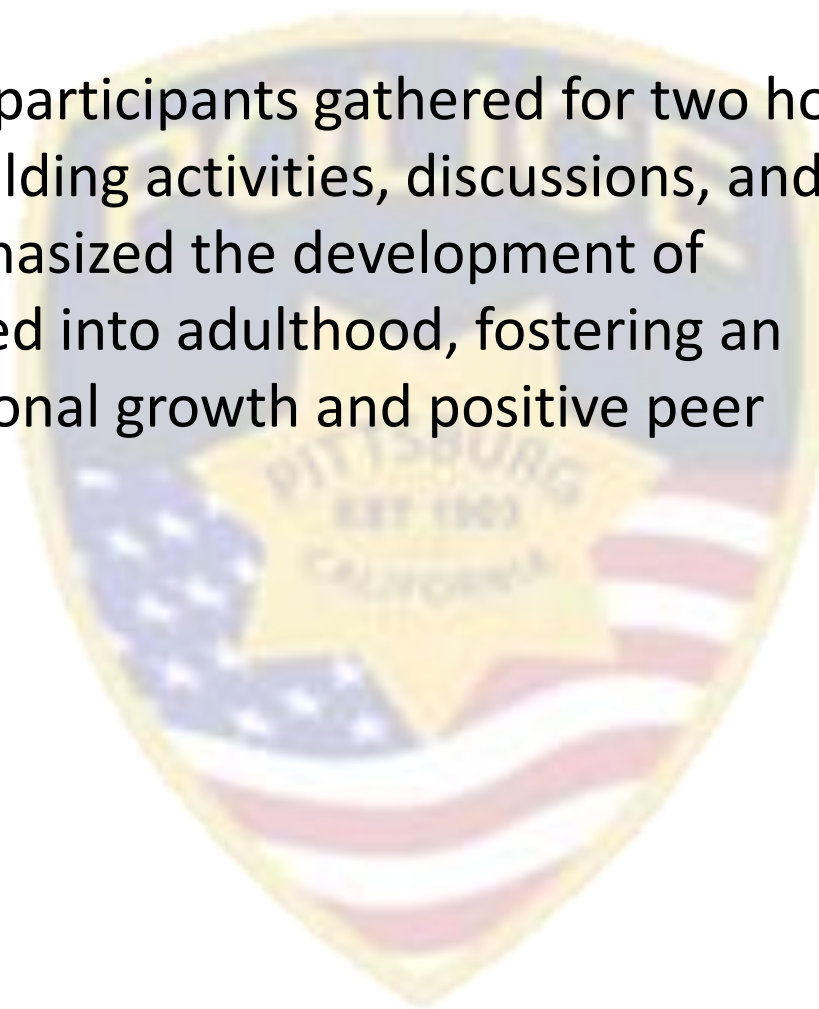 POLICE
participants gathered for two ho
lding activities, discussions, and
hasized the development of
ed into adulthood, fostering an
onal growth and positive peer
PITTSBURG
EST 1903
CALIFORNIA